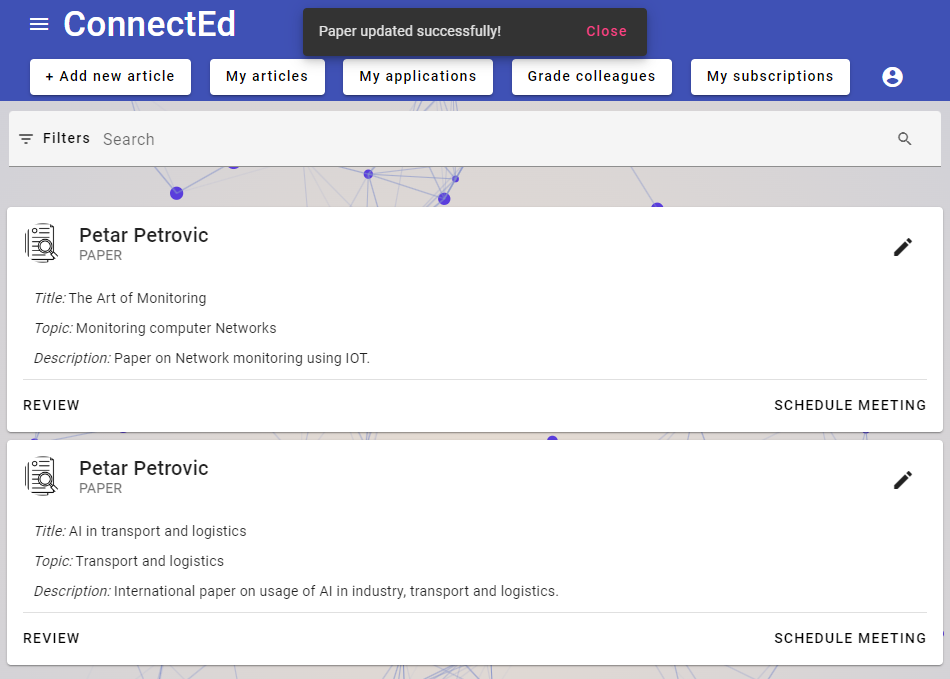 ConnectEd
Paper updated successfully! Close
+ Add new article My articles My applications Grade colleagues My subscriptions
Filters Search
Petar Petrovic
PAPER
Title: The Art of Monitoring
Topic: Monitoring computer Networks
Description: Paper on Network monitoring using IOT.
REVIEW SCHEDULE MEETING
Petar Petrovic
PAPER
Title: AI in transport and logistics
Topic: Transport and logistics
Description: International paper on usage of AI in industry, transport and logistics.
REVIEW SCHEDULE MEETING